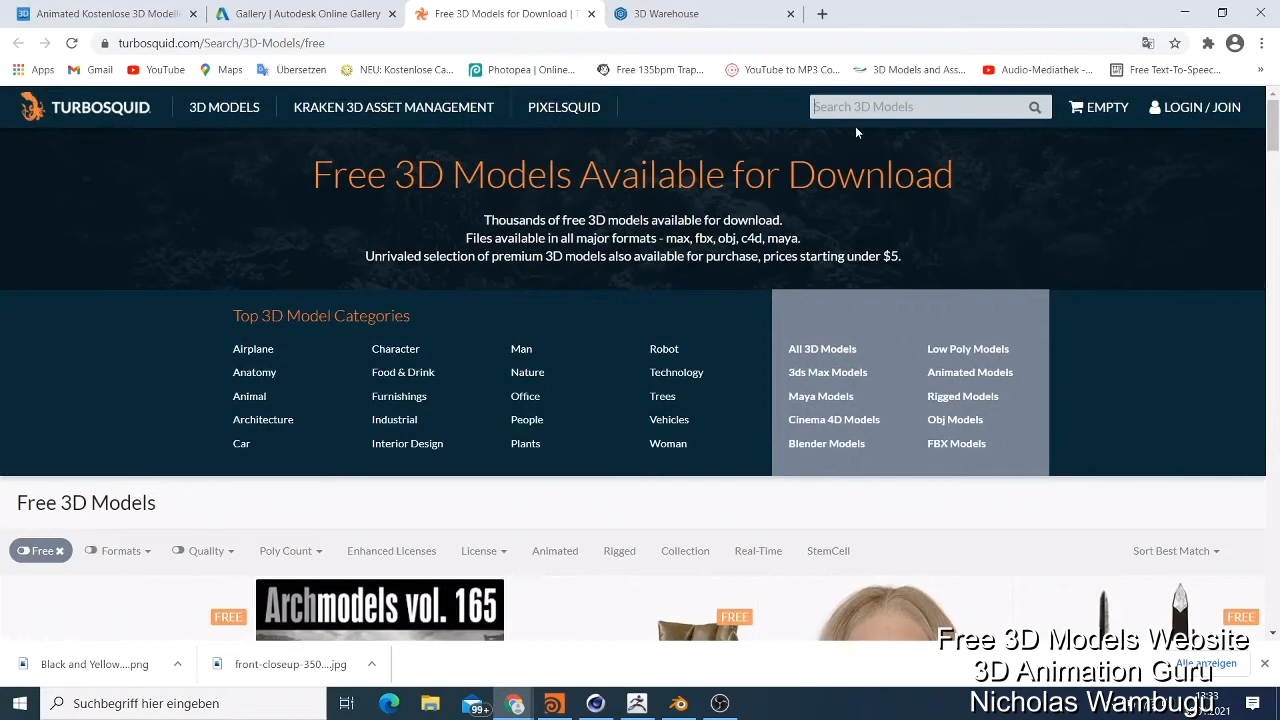 Animated Kostenlose 3D Modell
Gallery | Autodesk Online Gallery
Free 3D Models for Download | T
3D Warehouse
turbosquid.com/Search/3D-Models/free
Apps
Gmail
YouTube
Maps
Übersetzen
NEU: Kostenlose Ca...
Photopea | Online...
Free 135bpm Trap...
YouTube to MP3 Co...
3D Models and Ass...
Audio-Mediathek -...
Free Text-To-Speec...
TURBOSQUID
3D MODELS
KRAKEN 3D ASSET MANAGEMENT
PIXELSQUID
Search 3D Models
EMPTY
LOGIN / JOIN
Free 3D Models Available for Download
Thousands of free 3D models available for download.
Files available in all major formats - max, fbx, obj, c4d, maya.
Unrivaled selection of premium 3D models also available for purchase, prices starting under $5.
Top 3D Model Categories
Airplane Character Man Robot All 3D Models Low Poly Models
Anatomy Food & Drink Nature Technology 3ds Max Models Animated Models
Animal Furnishings Office Trees Maya Models Rigged Models
Architecture Industrial People Vehicles Cinema 4D Models Obj Models
Car Interior Design Plants Woman Blender Models FBX Models
Free 3D Models
Free Formats Quality Poly Count Enhanced Licenses License Animated Rigged Collection Real-Time StemCell Sort Best Match
Archmodels vol. 165
FREE
FREE
FREE
Black and Yellow....png
front-closeup-350....jpg
Alle anzeigen
Free 3D Models Website
3D Animation Guru
Nicholas Wambugu
Suchbegriff hier eingeben
99+